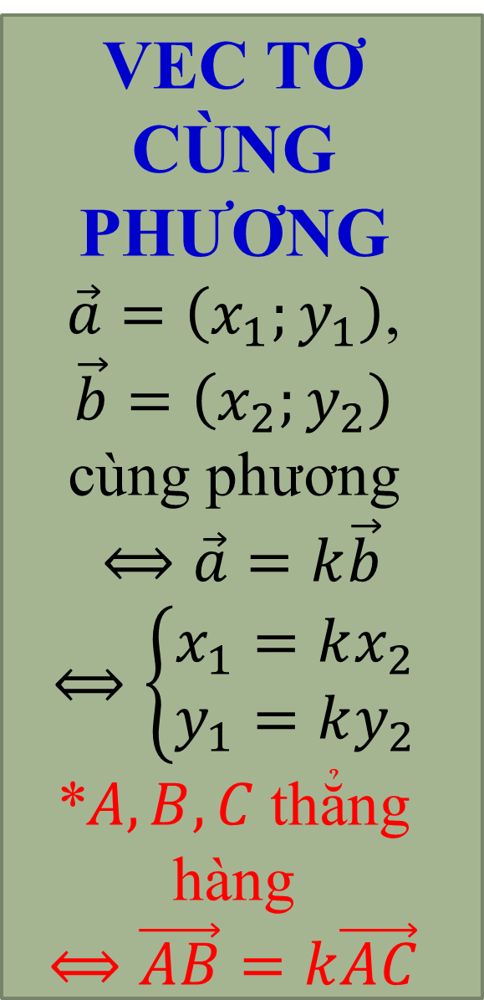 VEC TƠ
CÙNG
PHƯƠNG
$\vec{a} = (x_1; y_1),$
$\vec{b} = (x_2; y_2)$
cùng phương
$\Leftrightarrow \vec{a} = k\vec{b}$
$\Leftrightarrow \begin{cases} x_1 = kx_2 \\ y_1 = ky_2 \end{cases}$
*$A, B, C$ thẳng
hàng
$\Leftrightarrow \overrightarrow{AB} = k\overrightarrow{AC}$